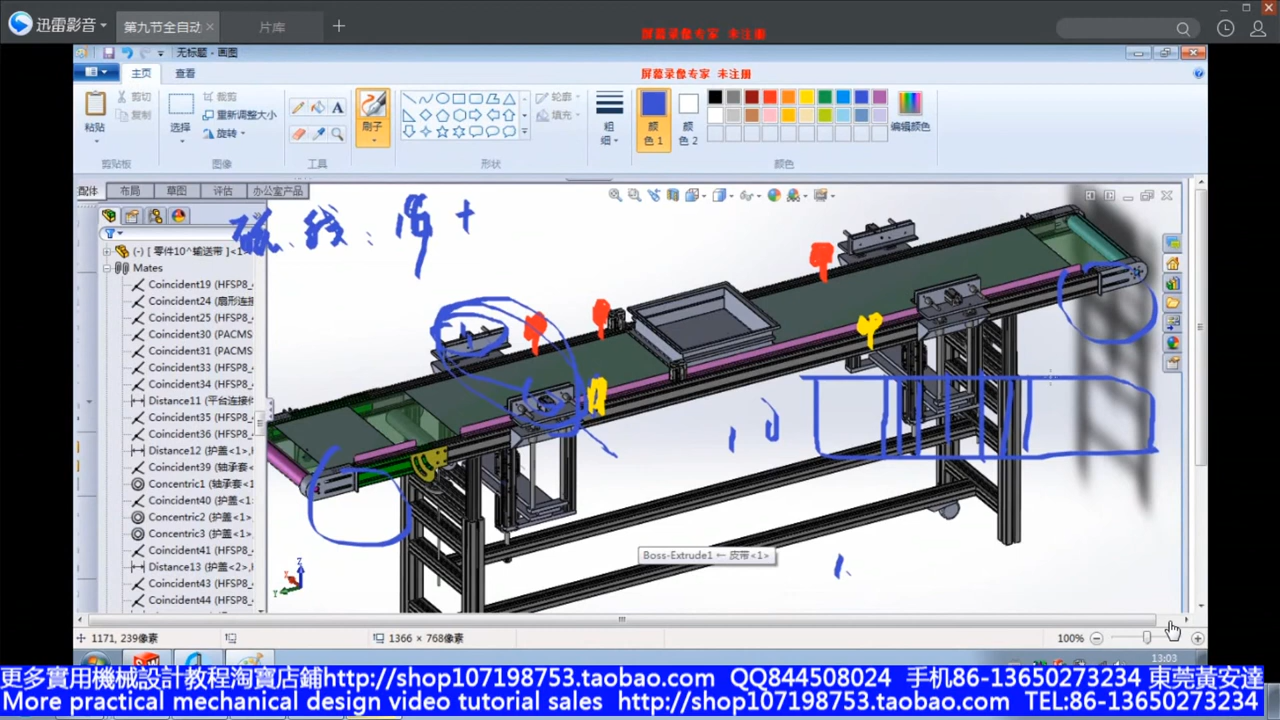 迅雷影音
第九节全自动
片库
屏幕录像专家 未注册
无标题 - 画图
主页
查看
屏幕录像专家 未注册
粘贴
剪切
复制
剪贴板
选择
裁剪
重新调整大小
旋转
图像
工具
刷子
形状
轮廓
填充
粗细
颜色 1
颜色 2
编辑颜色
颜色
配体
布局
草图
评估
办公室产品
(-) [ 零件10^输送带 ]<1
Mates
Coincident19 (HFSP8_
Coincident24 (扇形连接
Coincident25 (HFSP8_
Coincident30 (PACMS
Coincident31 (PACMS
Coincident33 (HFSP8_
Coincident34 (HFSP8_
Distance11 (平台连接件
Coincident35 (HFSP8_
Coincident36 (HFSP8_
Distance12 (护盖<1>,
Coincident39 (轴承套<
Concentric1 (轴承套<1
Coincident40 (护盖<1>
Concentric2 (护盖<1>
Concentric3 (护盖<1>
Coincident41 (HFSP8_
Distance13 (护盖<2>,
Coincident43 (HFSP8_
Coincident44 (HFSP8_
Boss-Extrude1 ← 皮带<1>
Z
Y
1171, 239像素
1366 × 768像素
100%
13:03
更多實用機械設計教程淘寶店鋪http://shop107198753.taobao.com QQ844508024 手机86-13650273234 東莞黃安達
More practical mechanical design video tutorial sales http://shop107198753.taobao.com TEL:86-13650273234